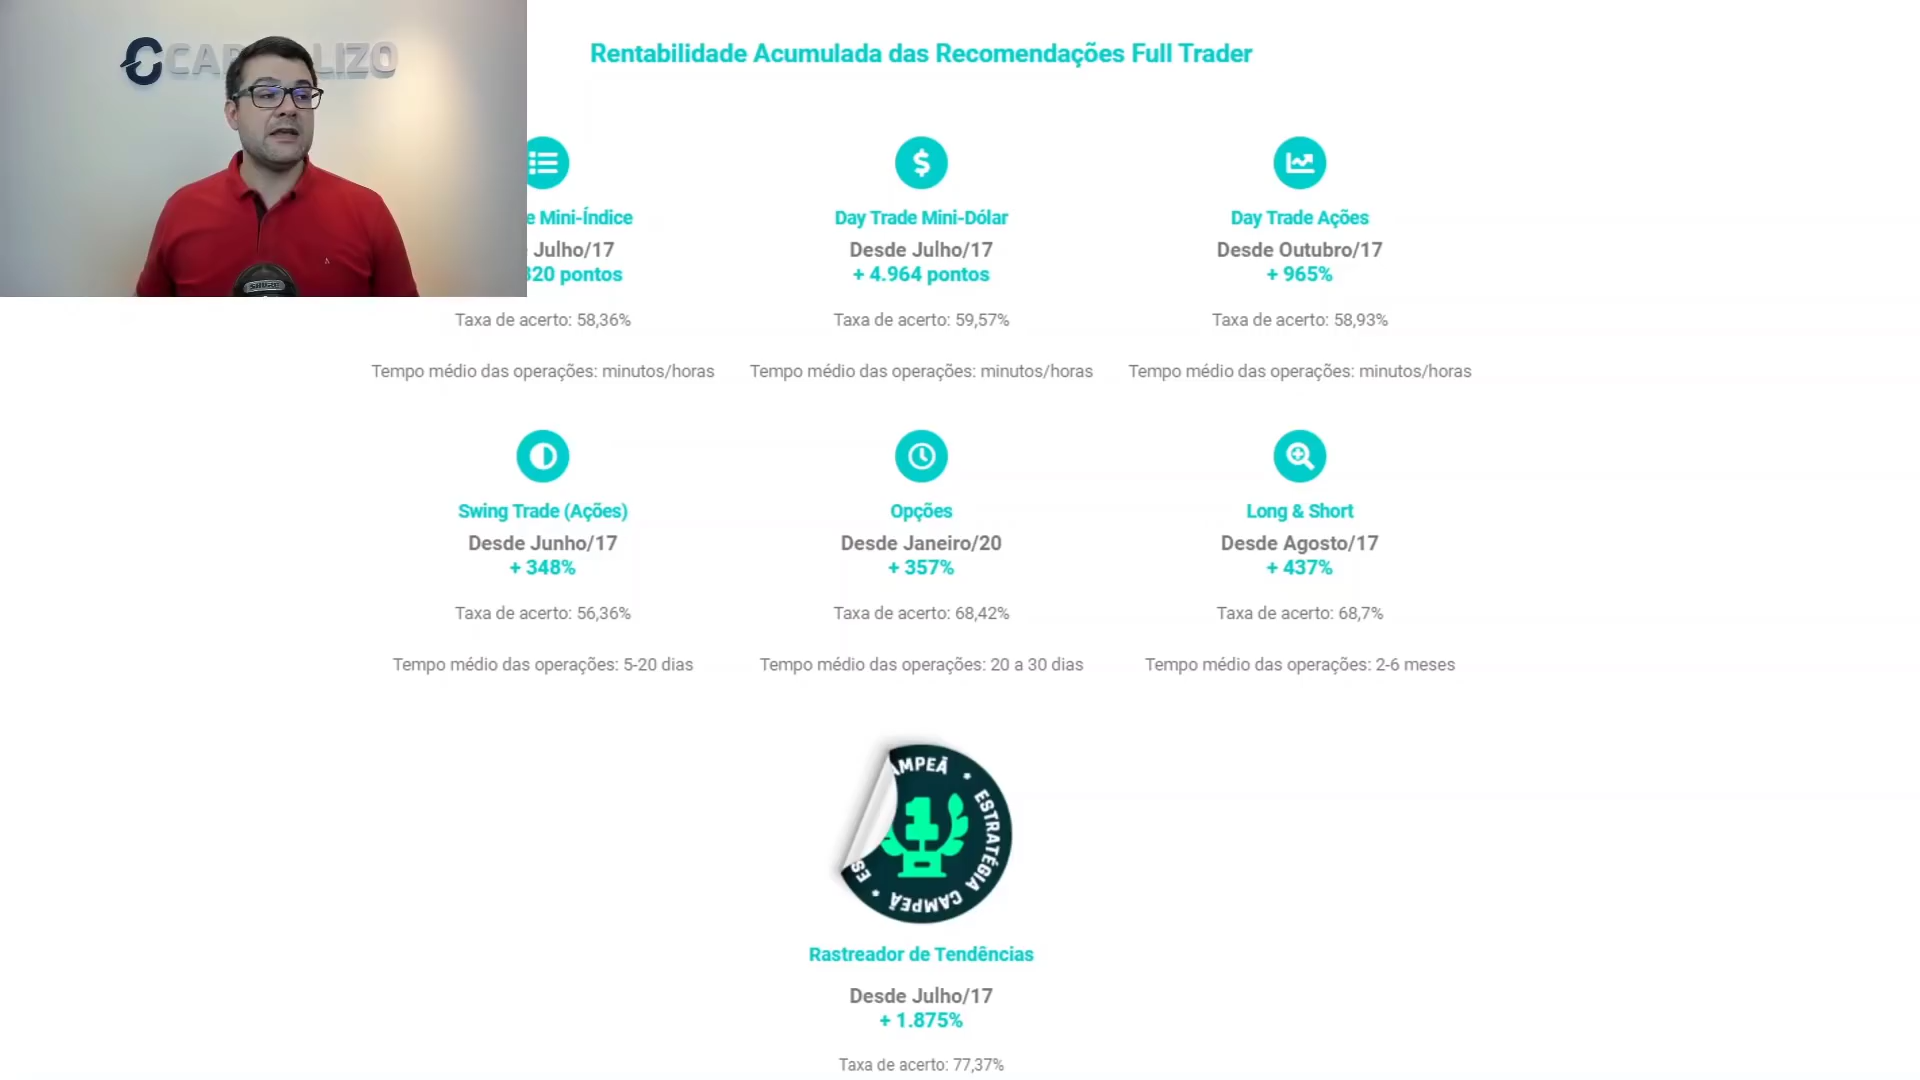 Rentabilidade Acumulada das Recomendações Full Trader
Mini-Índice
Julho/17
320 pontos
Taxa de acerto: 58,36%
Tempo médio das operações: minutos/horas
Day Trade Mini-Dólar
Desde Julho/17
+ 4.964 pontos
Taxa de acerto: 59,57%
Tempo médio das operações: minutos/horas
Day Trade Ações
Desde Outubro/17
+ 965%
Taxa de acerto: 58,93%
Tempo médio das operações: minutos/horas
Swing Trade (Ações)
Desde Junho/17
+ 348%
Taxa de acerto: 56,36%
Tempo médio das operações: 5-20 dias
Opções
Desde Janeiro/20
+ 357%
Taxa de acerto: 68,42%
Tempo médio das operações: 20 a 30 dias
Long & Short
Desde Agosto/17
+ 437%
Taxa de acerto: 68,7%
Tempo médio das operações: 2-6 meses
ESTRATÉGIA CAMPEÃ
1
Rastreador de Tendências
Desde Julho/17
+ 1.875%
Taxa de acerto: 77,37%